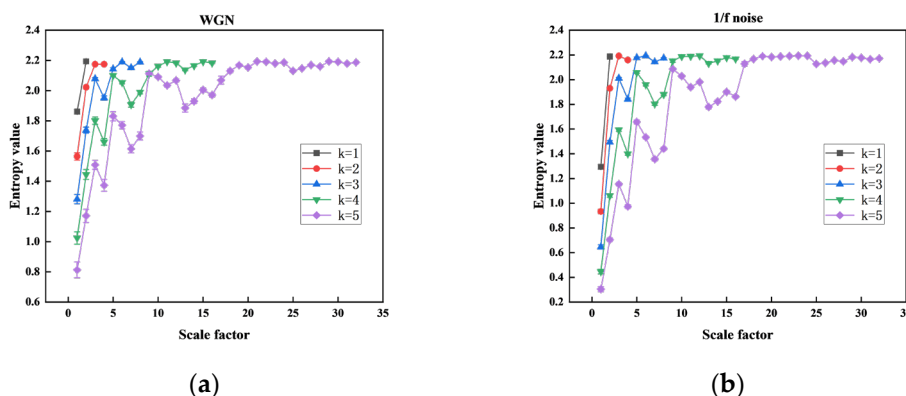 WGN
Entropy value
2.4
2.2
2.0
1.8
1.6
1.4
1.2
1.0
0.8
0.6
k=1
k=2
k=3
k=4
k=5
0 5 10 15 20 25 30 35
Scale factor
(a)
1/f noise
Entropy value
2.4
2.2
2.0
1.8
1.6
1.4
1.2
1.0
0.8
0.6
0.4
0.2
k=1
k=2
k=3
k=4
k=5
0 5 10 15 20 25 30 35
Scale factor
(b)